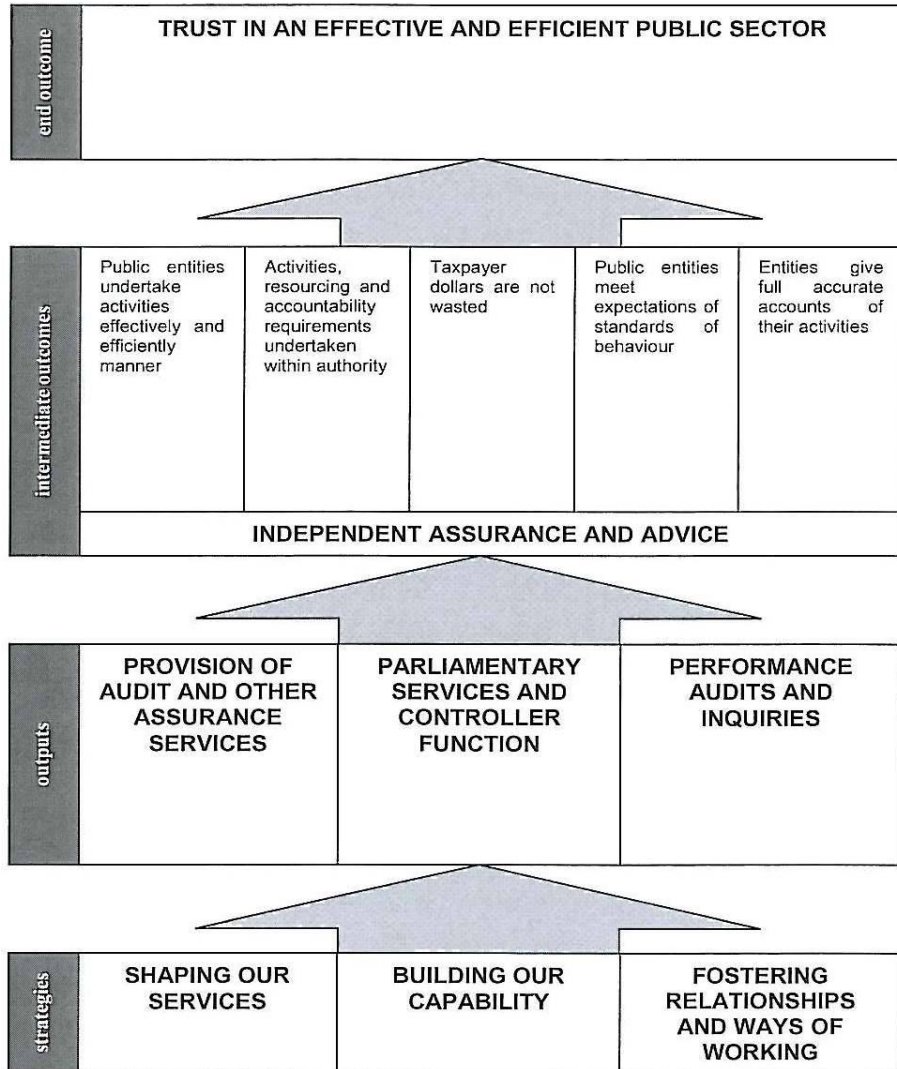 end outcome
TRUST IN AN EFFECTIVE AND EFFICIENT PUBLIC SECTOR
intermediate outcomes
Public entities
undertake
activities
effectively and
efficiently
manner
Activities,
resourcing and
accountability
requirements
undertaken
within authority
Taxpayer
dollars are not
wasted
Public entities
meet
expectations of
standards of
behaviour
Entities give
full accurate
accounts of
their activities
INDEPENDENT ASSURANCE AND ADVICE
outputs
PROVISION OF
AUDIT AND OTHER
ASSURANCE
SERVICES
PARLIAMENTARY
SERVICES AND
CONTROLLER
FUNCTION
PERFORMANCE
AUDITS AND
INQUIRIES
strategies
SHAPING OUR
SERVICES
BUILDING OUR
CAPABILITY
FOSTERING
RELATIONSHIPS
AND WAYS OF
WORKING